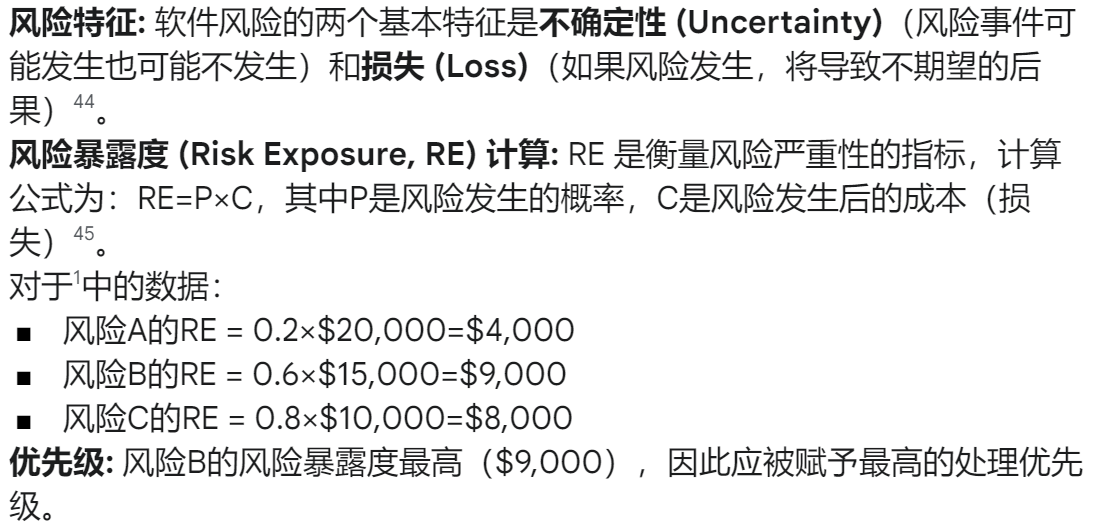 风险特征: 软件风险的两个基本特征是不确定性 (Uncertainty)（风险事件可
能发生也可能不发生）和损失 (Loss)（如果风险发生，将导致不期望的后
果）44。
风险暴露度 (Risk Exposure, RE) 计算: RE 是衡量风险严重性的指标，计算
公式为：RE=P×C，其中P是风险发生的概率，C是风险发生后的成本（损
失）45。
对于1中的数据：
■ 风险A的RE = 0.2×$20,000=$4,000
■ 风险B的RE = 0.6×$15,000=$9,000
■ 风险C的RE = 0.8×$10,000=$8,000
优先级: 风险B的风险暴露度最高（$9,000），因此应被赋予最高的处理优先
级。